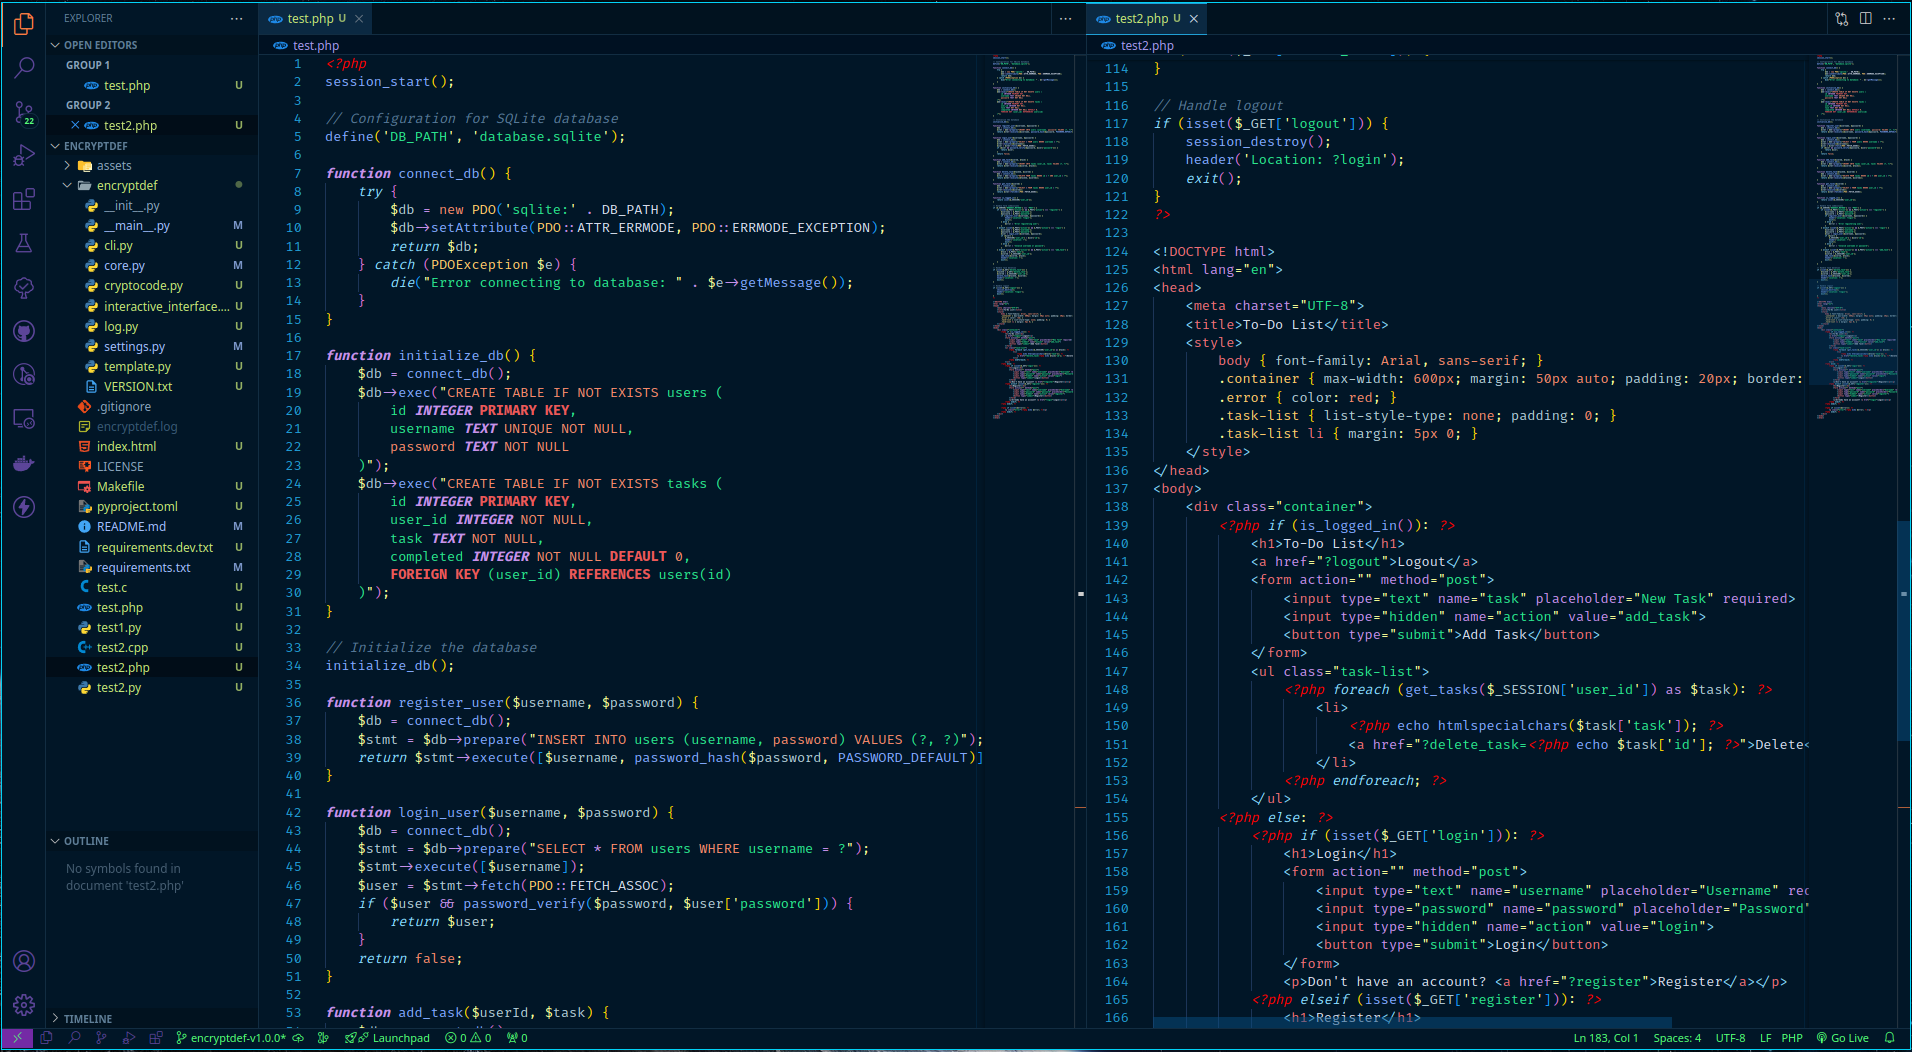 EXPLORER
OPEN EDITORS
GROUP 1
test.php U
GROUP 2
test2.php U
ENCRYPTDEF
assets
encryptdef
__init__.py
__main__.py M
cli.py U
core.py M
cryptocode.py U
interactive_interface.... U
log.py U
settings.py M
template.py U
VERSION.txt U
.gitignore
encryptdef.log
index.html U
LICENSE
Makefile U
pyproject.toml U
README.md M
requirements.dev.txt U
requirements.txt M
test.c U
test.php U
test1.py U
test2.cpp U
test2.php U
test2.py U
OUTLINE
No symbols found in
document 'test2.php'
TIMELINE
22
test.php U
test.php
1 <?php
2 session_start();
3
4 // Configuration for SQLite database
5 define('DB_PATH', 'database.sqlite');
6
7 function connect_db() {
8 try {
9 $db = new PDO('sqlite:' . DB_PATH);
10 $db->setAttribute(PDO::ATTR_ERRMODE, PDO::ERRMODE_EXCEPTION);
11 return $db;
12 } catch (PDOException $e) {
13 die("Error connecting to database: " . $e->getMessage());
14 }
15 }
16
17 function initialize_db() {
18 $db = connect_db();
19 $db->exec("CREATE TABLE IF NOT EXISTS users (
20 id INTEGER PRIMARY KEY,
21 username TEXT UNIQUE NOT NULL,
22 password TEXT NOT NULL
23 )");
24 $db->exec("CREATE TABLE IF NOT EXISTS tasks (
25 id INTEGER PRIMARY KEY,
26 user_id INTEGER NOT NULL,
27 task TEXT NOT NULL,
28 completed INTEGER NOT NULL DEFAULT 0,
29 FOREIGN KEY (user_id) REFERENCES users(id)
30 )");
31 }
32
33 // Initialize the database
34 initialize_db();
35
36 function register_user($username, $password) {
37 $db = connect_db();
38 $stmt = $db->prepare("INSERT INTO users (username, password) VALUES (?, ?)");
39 return $stmt->execute([$username, password_hash($password, PASSWORD_DEFAULT)]
40 }
41
42 function login_user($username, $password) {
43 $db = connect_db();
44 $stmt = $db->prepare("SELECT * FROM users WHERE username = ?");
45 $stmt->execute([$username]);
46 $user = $stmt->fetch(PDO::FETCH_ASSOC);
47 if ($user && password_verify($password, $user['password'])) {
48 return $user;
49 }
50 return false;
51 }
52
53 function add_task($userId, $task) {
test2.php U
test2.php
114 }
115
116 // Handle logout
117 if (isset($_GET['logout'])) {
118 session_destroy();
119 header('Location: ?login');
120 exit();
121 }
122 ?>
123
124 <!DOCTYPE html>
125 <html lang="en">
126 <head>
127 <meta charset="UTF-8">
128 <title>To-Do List</title>
129 <style>
130 body { font-family: Arial, sans-serif; }
131 .container { max-width: 600px; margin: 50px auto; padding: 20px; border:
132 .error { color: red; }
133 .task-list { list-style-type: none; padding: 0; }
134 .task-list li { margin: 5px 0; }
135 </style>
136 </head>
137 <body>
138 <div class="container">
139 <?php if (is_logged_in()): ?>
140 <h1>To-Do List</h1>
141 <a href="?logout">Logout</a>
142 <form action="" method="post">
143 <input type="text" name="task" placeholder="New Task" required>
144 <input type="hidden" name="action" value="add_task">
145 <button type="submit">Add Task</button>
146 </form>
147 <ul class="task-list">
148 <?php foreach (get_tasks($_SESSION['user_id']) as $task): ?>
149 <li>
150 <?php echo htmlspecialchars($task['task']); ?>
151 <a href="?delete_task=<?php echo $task['id']; ?>">Delete<
152 </li>
153 <?php endforeach; ?>
154 </ul>
155 <?php else: ?>
156 <?php if (isset($_GET['login'])): ?>
157 <h1>Login</h1>
158 <form action="" method="post">
159 <input type="text" name="username" placeholder="Username" rec
160 <input type="password" name="password" placeholder="Password"
161 <input type="hidden" name="action" value="login">
162 <button type="submit">Login</button>
163 </form>
164 <p>Don't have an account? <a href="?register">Register</a></p>
165 <?php elseif (isset($_GET['register'])): ?>
166 <h1>Register</h1>
encryptdef-v1.0.0* Launchpad 0 0 0 Ln 183, Col 1 Spaces: 4 UTF-8 LF PHP Go Live